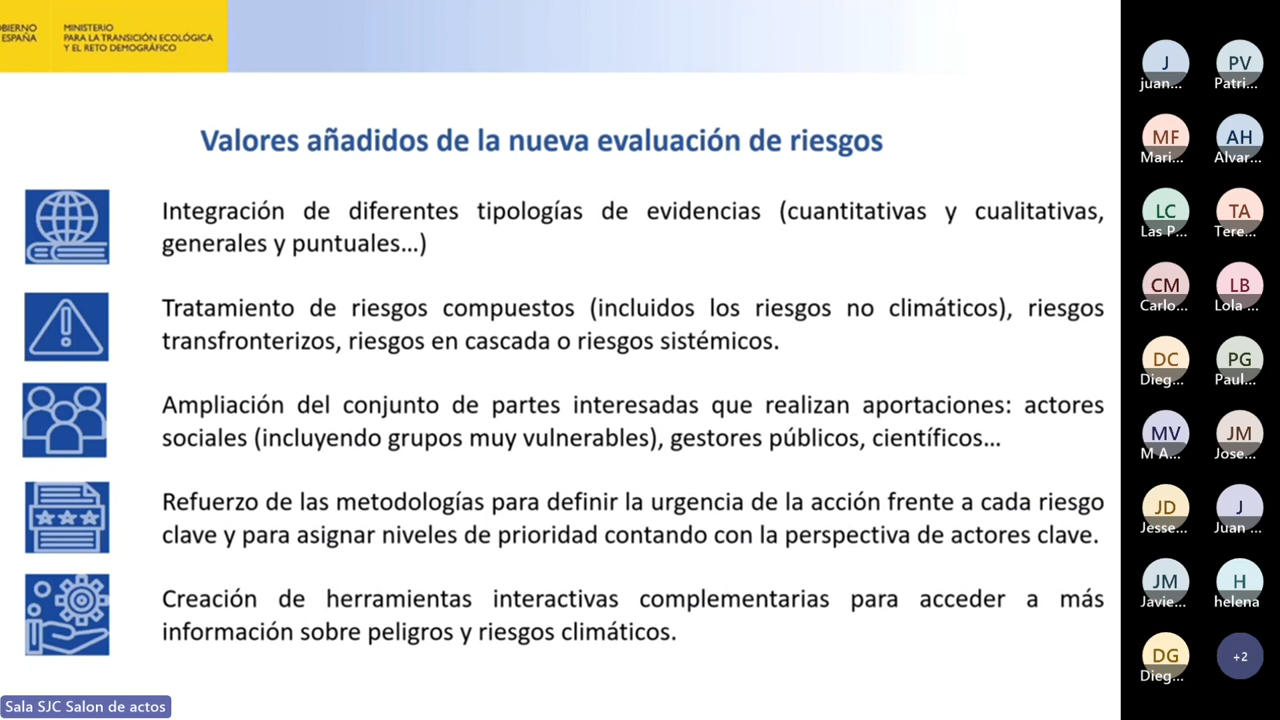 BIERNO
ESPAÑA
MINISTERIO
PARA LA TRANSICIÓN ECOLÓGICA
Y EL RETO DEMOGRÁFICO
Valores añadidos de la nueva evaluación de riesgos
Integración de diferentes tipologías de evidencias (cuantitativas y cualitativas,
generales y puntuales...)
Tratamiento de riesgos compuestos (incluidos los riesgos no climáticos), riesgos
transfronterizos, riesgos en cascada o riesgos sistémicos.
Ampliación del conjunto de partes interesadas que realizan aportaciones: actores
sociales (incluyendo grupos muy vulnerables), gestores públicos, científicos...
Refuerzo de las metodologías para definir la urgencia de la acción frente a cada riesgo
clave y para asignar niveles de prioridad contando con la perspectiva de actores clave.
Creación de herramientas interactivas complementarias para acceder a más
información sobre peligros y riesgos climáticos.
Sala SJC Salon de actos
J
juan...
PV
Patri...
MF
Mari...
AH
Alvar...
LC
Las P...
TA
Tere...
CM
Carlo...
LB
Lola ...
DC
Dieg...
PG
Paul...
MV
M A...
JM
Jose...
JD
Jesse...
J
Juan ...
JM
Javie...
H
helena
DG
Dieg...
+2